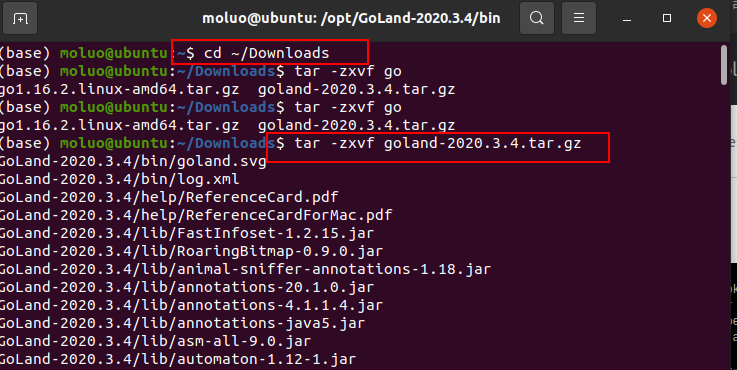 moluo@ubuntu: /opt/GoLand-2020.3.4/bin
(base) moluo@ubuntu:~$ cd ~/Downloads
(base) moluo@ubuntu:~/Downloads$ tar -zxvf go
go1.16.2.linux-amd64.tar.gz  goland-2020.3.4.tar.gz
(base) moluo@ubuntu:~/Downloads$ tar -zxvf go
go1.16.2.linux-amd64.tar.gz  goland-2020.3.4.tar.gz
(base) moluo@ubuntu:~/Downloads$ tar -zxvf goland-2020.3.4.tar.gz
GoLand-2020.3.4/bin/goland.svg
GoLand-2020.3.4/bin/log.xml
GoLand-2020.3.4/help/ReferenceCard.pdf
GoLand-2020.3.4/help/ReferenceCardForMac.pdf
GoLand-2020.3.4/lib/FastInfoset-1.2.15.jar
GoLand-2020.3.4/lib/RoaringBitmap-0.9.0.jar
GoLand-2020.3.4/lib/animal-sniffer-annotations-1.18.jar
GoLand-2020.3.4/lib/annotations-20.1.0.jar
GoLand-2020.3.4/lib/annotations-4.1.1.4.jar
GoLand-2020.3.4/lib/annotations-java5.jar
GoLand-2020.3.4/lib/asm-all-9.0.jar
GoLand-2020.3.4/lib/automaton-1.12-1.jar